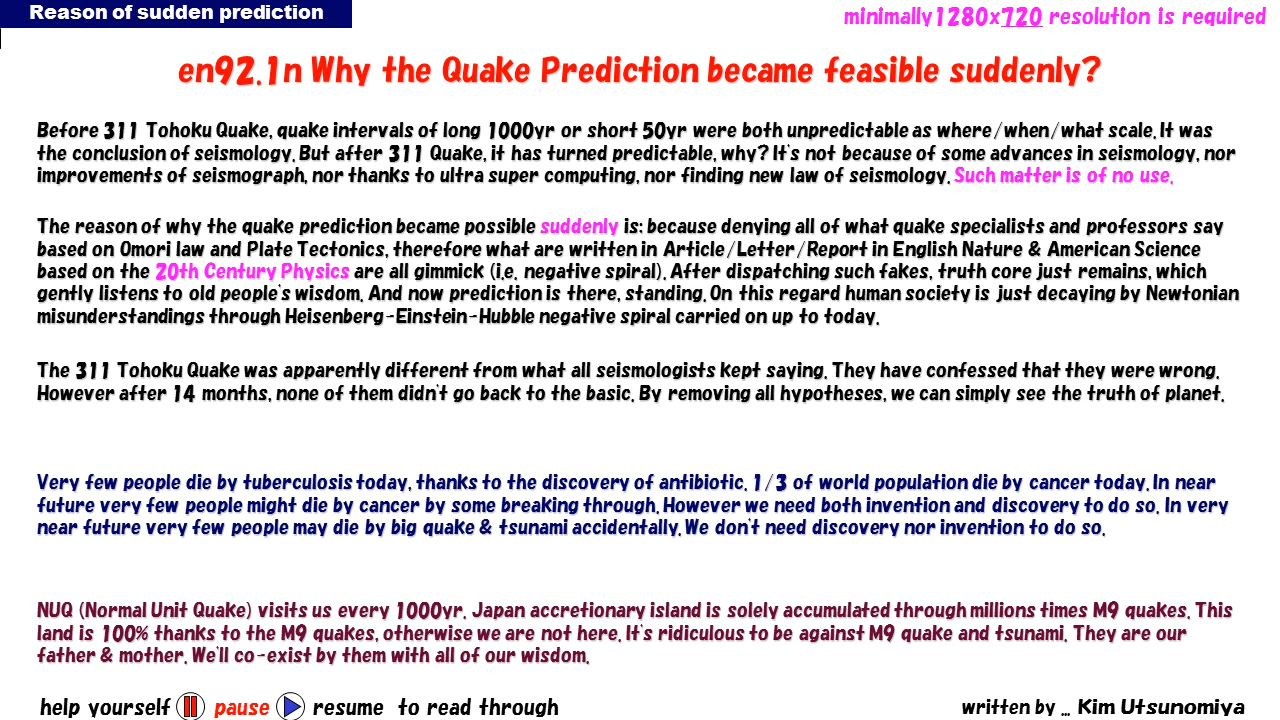 Reason of sudden prediction
minimally1280x720 resolution is required
en92.1n Why the Quake Prediction became feasible suddenly?
Before 311 Tohoku Quake, quake intervals of long 1000yr or short 50yr were both unpredictable as where/when/what scale. It was
the conclusion of seismology. But after 311 Quake, it has turned predictable, why? It's not because of some advances in seismology, nor
improvements of seismograph, nor thanks to ultra super computing, nor finding new law of seismology. Such matter is of no use.
The reason of why the quake prediction became possible suddenly is: because denying all of what quake specialists and professors say
based on Omori law and Plate Tectonics, therefore what are written in Article/Letter/Report in English Nature & American Science
based on the 20th Century Physics are all gimmick (i.e. negative spiral). After dispatching such fakes, truth core just remains, which
gently listens to old people's wisdom. And now prediction is there, standing. On this regard human society is just decaying by Newtonian
misunderstandings through Heisenberg-Einstein-Hubble negative spiral carried on up to today.
The 311 Tohoku Quake was apparently different from what all seismologists kept saying. They have confessed that they were wrong.
However after 14 months, none of them didn't go back to the basic. By removing all hypotheses, we can simply see the truth of planet.
Very few people die by tuberculosis today, thanks to the discovery of antibiotic. 1/3 of world population die by cancer today. In near
future very few people might die by cancer by some breaking through. However we need both invention and discovery to do so. In very
near future very few people may die by big quake & tsunami accidentally. We don't need discovery nor invention to do so.
NUQ (Normal Unit Quake) visits us every 1000yr. Japan accretionary island is solely accumulated through millions times M9 quakes. This
land is 100% thanks to the M9 quakes, otherwise we are not here. It's ridiculous to be against M9 quake and tsunami. They are our
father & mother. We'll co-exist by them with all of our wisdom.
help yourself pause resume to read through
written by ... Kim Utsunomiya